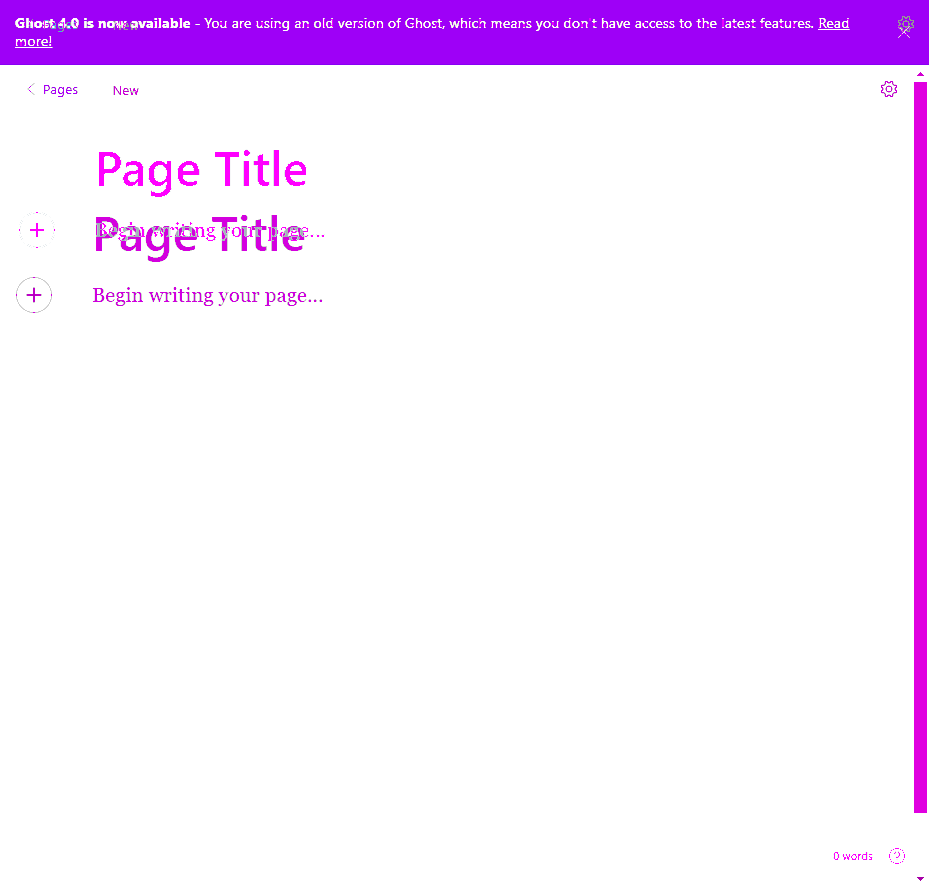 Ghost 4.0 is now available - You are using an old version of Ghost, which means you don't have access to the latest features. Read
more!
Pages New
Pages New
Page Title
Begin writing your page...
Page Title
Begin writing your page...
0 words